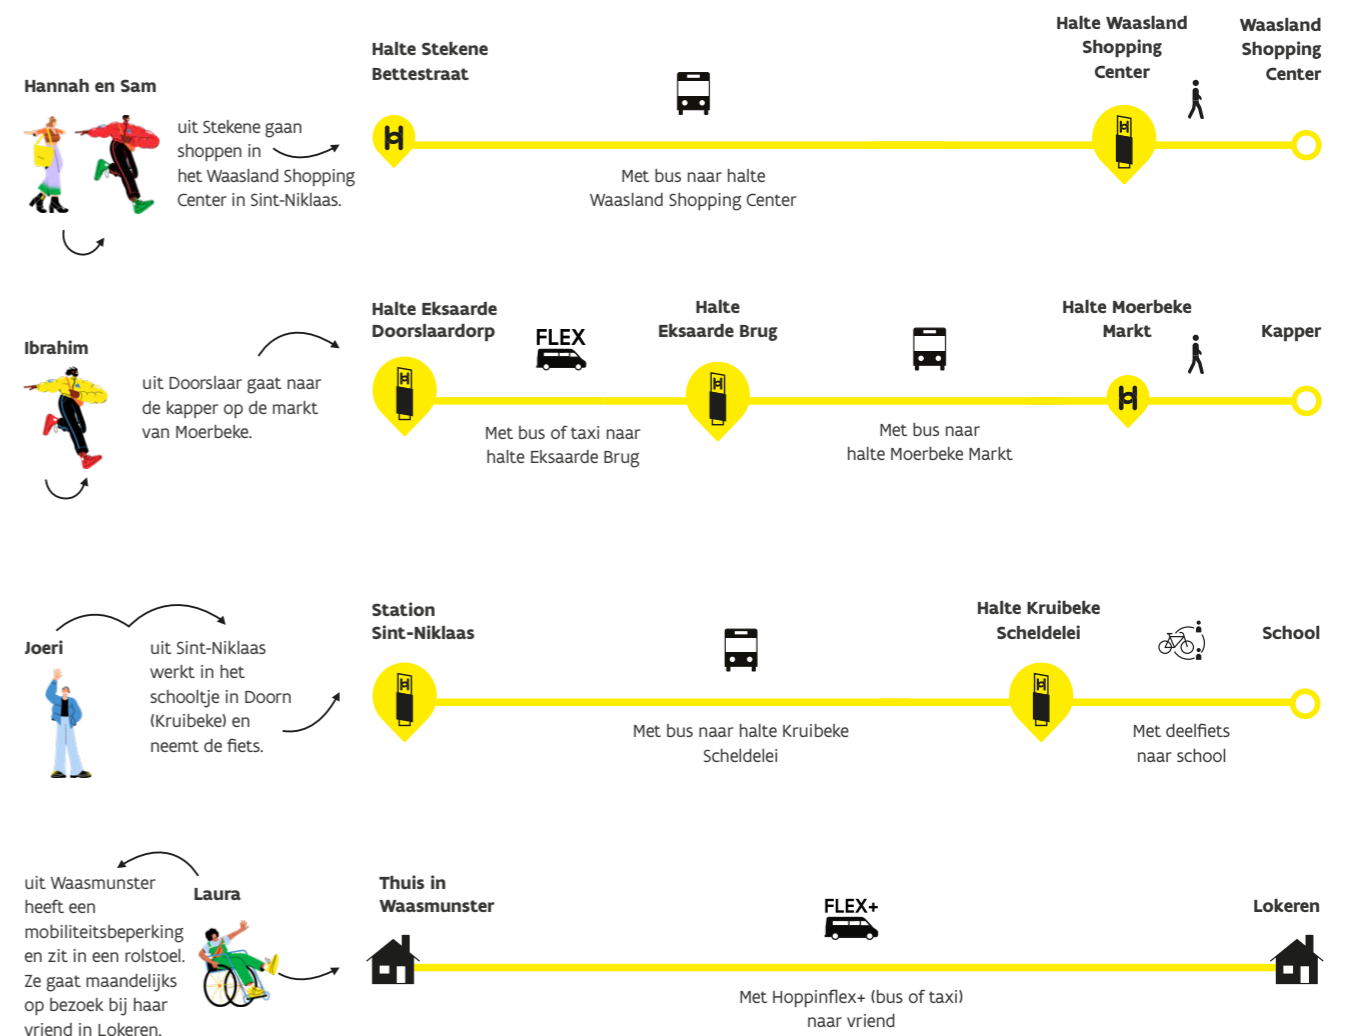 Hannah en Sam
uit Stekene gaan
shoppen in
het Waasland Shopping
Center in Sint-Niklaas.
Halte Stekene
Bettestraat
Met bus naar halte
Waasland Shopping Center
Halte Waasland
Shopping
Center
Waasland
Shopping
Center
Ibrahim
uit Doorslaar gaat naar
de kapper op de markt
van Moerbeke.
Halte Eksaarde
Doorslaardorp
FLEX
Met bus of taxi naar
halte Eksaarde Brug
Halte
Eksaarde Brug
Met bus naar
halte Moerbeke Markt
Halte Moerbeke
Markt
Kapper
Joeri
uit Sint-Niklaas
werkt in het
schooltje in Doorn
(Kruibeke) en
neemt de fiets.
Station
Sint-Niklaas
Met bus naar halte Kruibeke
Scheldelei
Halte Kruibeke
Scheldelei
Met deelfiets
naar school
School
Laura
uit Waasmunster
heeft een
mobiliteitsbeperking
en zit in een rolstoel.
Ze gaat maandelijks
op bezoek bij haar
vriend in Lokeren.
Thuis in
Waasmunster
FLEX+
Met Hoppinflex+ (bus of taxi)
naar vriend
Lokeren